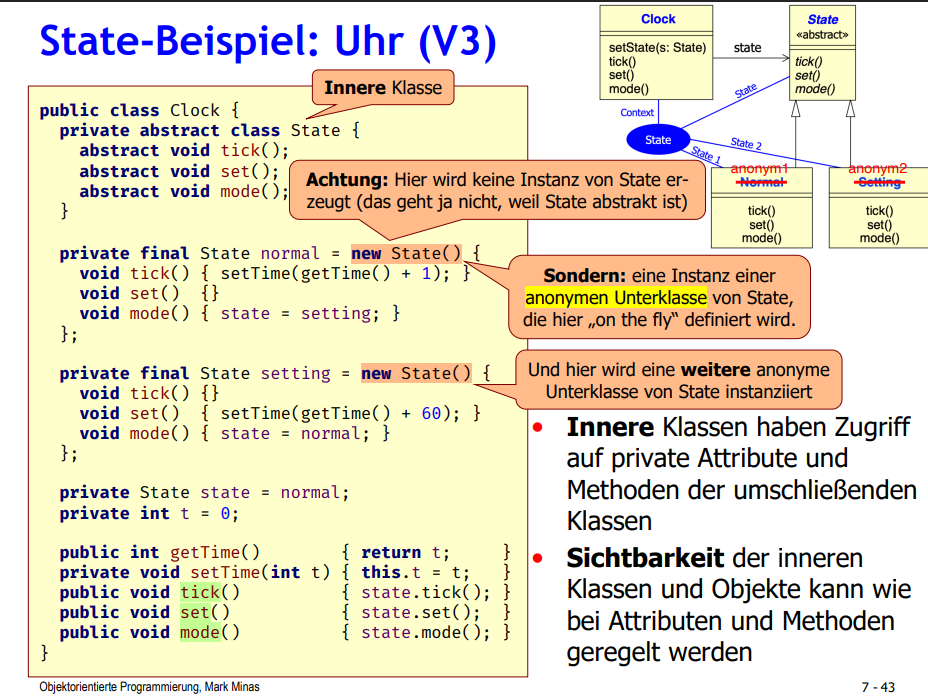 State-Beispiel: Uhr (V3)
Innere Klasse
public class Clock {
private abstract class State {
abstract void tick();
abstract void set();
abstract void mode();
}
Achtung: Hier wird keine Instanz von State er-
zeugt (das geht ja nicht, weil State abstrakt ist)
private final State normal = new State() {
void tick() { setTime(getTime() + 1); }
void set() {}
void mode() { state = setting; }
};
Sondern: eine Instanz einer
anonymen Unterklasse von State,
die hier „on the fly“ definiert wird.
private final State setting = new State() {
void tick() {}
void set() { setTime(getTime() + 60); }
void mode() { state = normal; }
};
Und hier wird eine weitere anonyme
Unterklasse von State instanziiert
private State state = normal;
private int t = 0;
public int getTime() { return t; }
private void setTime(int t) { this.t = t; }
public void tick() { state.tick(); }
public void set() { state.set(); }
public void mode() { state.mode(); }
}
Clock
setState(s: State)
tick()
set()
mode()
state
State
«abstract»
tick()
set()
mode()
Context
State
State
State 1
State 2
anonym1
Normal
tick()
set()
mode()
anonym2
Setting
tick()
set()
mode()
• Innere Klassen haben Zugriff
auf private Attribute und
Methoden der umschließenden
Klassen
• Sichtbarkeit der inneren
Klassen und Objekte kann wie
bei Attributen und Methoden
geregelt werden
Objektorientierte Programmierung, Mark Minas
7 - 43